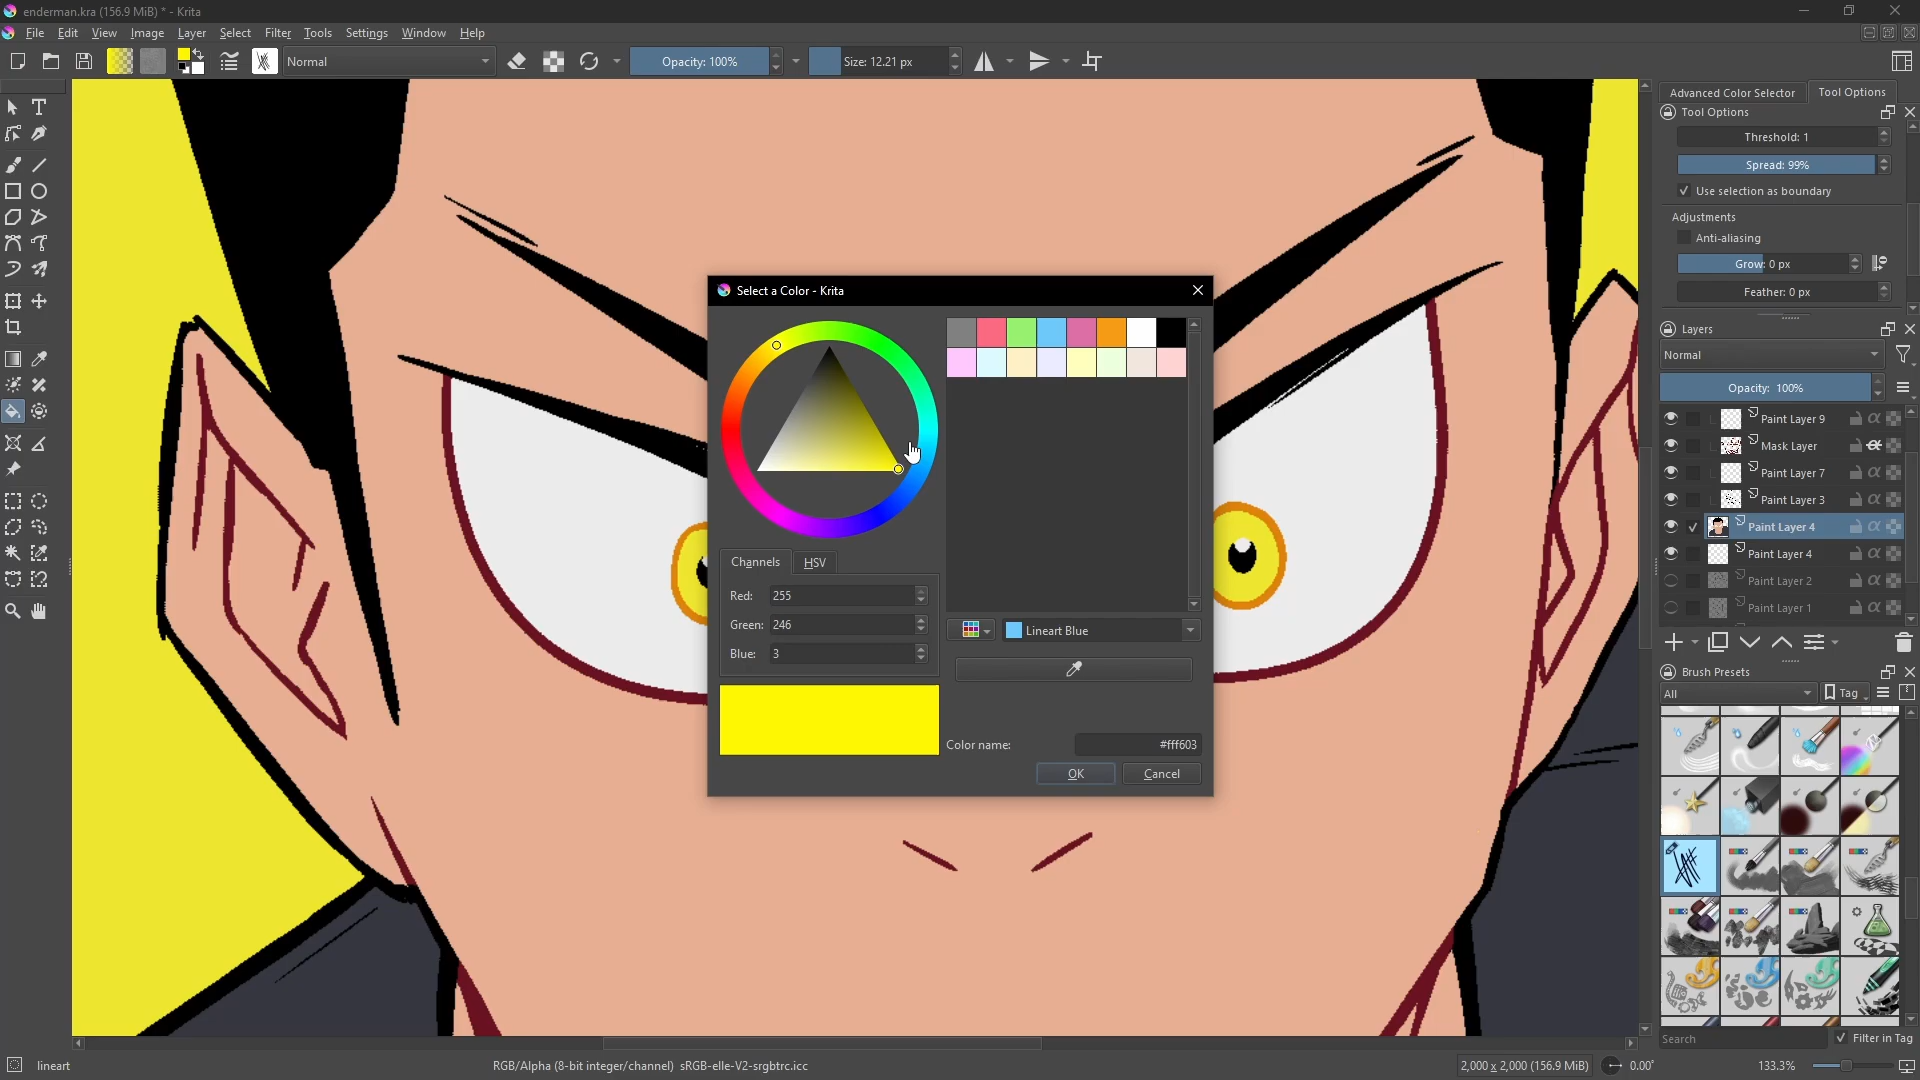 enderman.kra (156.9 MiB) * - Krita
File Edit View Image Layer Select Filter Tools Settings Window Help
Normal
Opacity: 100%
Size: 12.21 px
Advanced Color Selector
Tool Options
Tool Options
Threshold: 1
Spread: 99%
Use selection as boundary
Adjustments
Anti-aliasing
Grow: 0 px
Feather: 0 px
Layers
Normal
Opacity: 100%
Paint Layer 9
Mask Layer
Paint Layer 7
Paint Layer 3
Paint Layer 4
Paint Layer 4
Paint Layer 2
Paint Layer 1
Brush Presets
All
Tag
Search
Filter in Tag
Select a Color - Krita
Channels
HSV
Red: 255
Green: 246
Blue: 3
Lineart Blue
Color name: #fff603
OK
Cancel
lineart
RGB/Alpha (8-bit integer/channel) sRGB-elle-V2-srgbtrc.icc
2,000 x 2,000 (156.9 MiB)
0.00°
133.3%